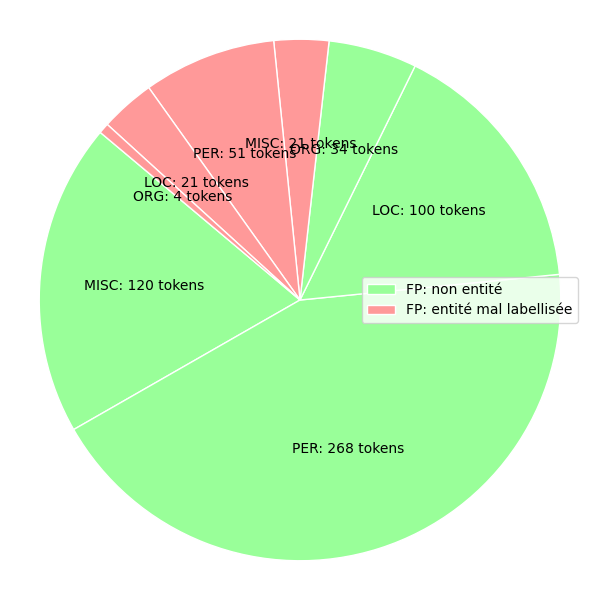 MISC: 21 tokens
ORG: 34 tokens
PER: 51 tokens
LOC: 21 tokens
ORG: 4 tokens
LOC: 100 tokens
MISC: 120 tokens
FP: non entité
FP: entité mal labellisée
PER: 268 tokens